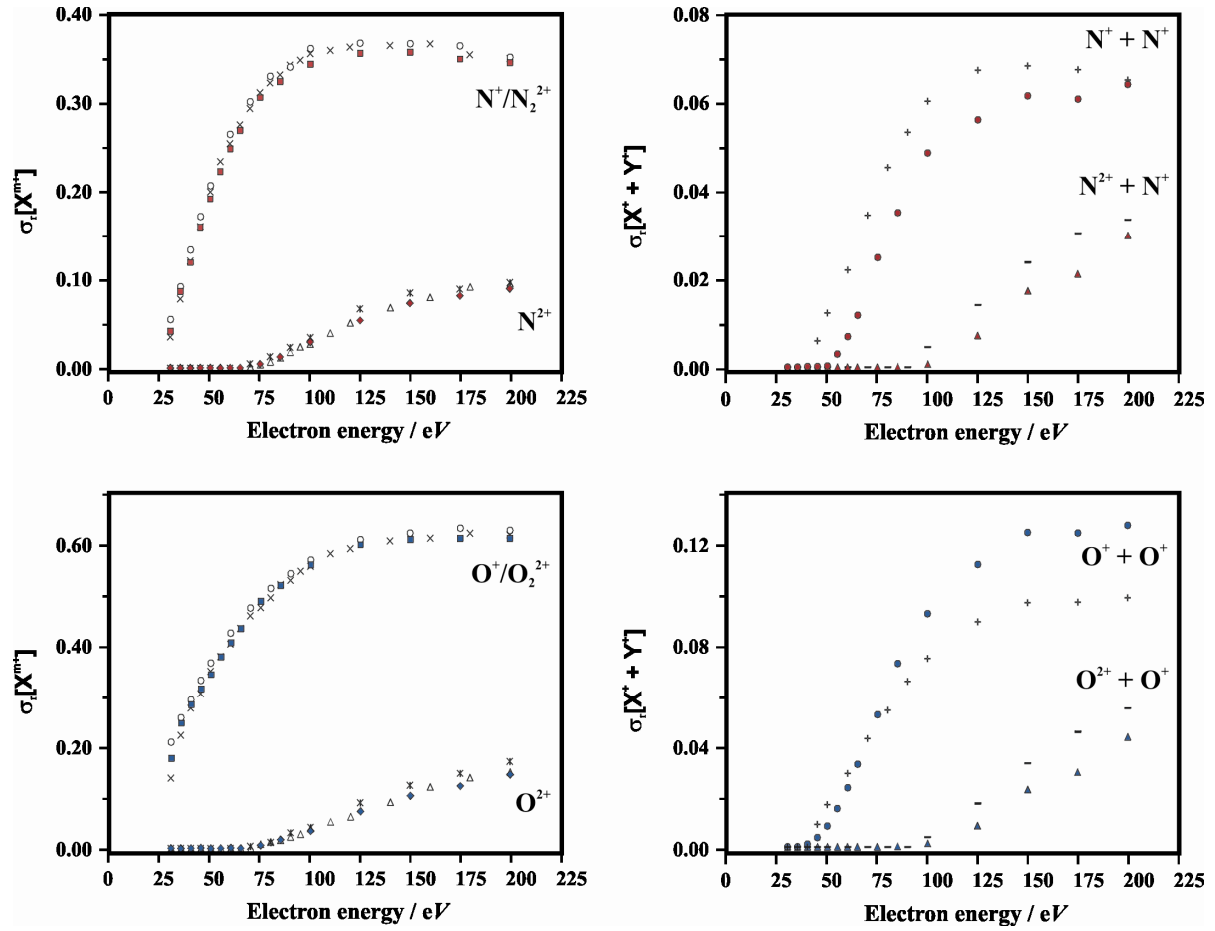 0.40
0.30
0.20
0.10
0.00
σr[Xm+]
N+/N2 2+
N2+
0 25 50 75 100 125 150 175 200 225
Electron energy / eV
0.08
0.06
0.04
0.02
0.00
σr[X+ + Y+]
N+ + N+
N2+ + N+
0 25 50 75 100 125 150 175 200 225
Electron energy / eV
0.60
0.40
0.20
0.00
σr[Xm+]
O+/O2 2+
O2+
0 25 50 75 100 125 150 175 200 225
Electron energy / eV
0.12
0.08
0.04
0.00
σr[X+ + Y+]
O+ + O+
O2+ + O+
0 25 50 75 100 125 150 175 200 225
Electron energy / eV